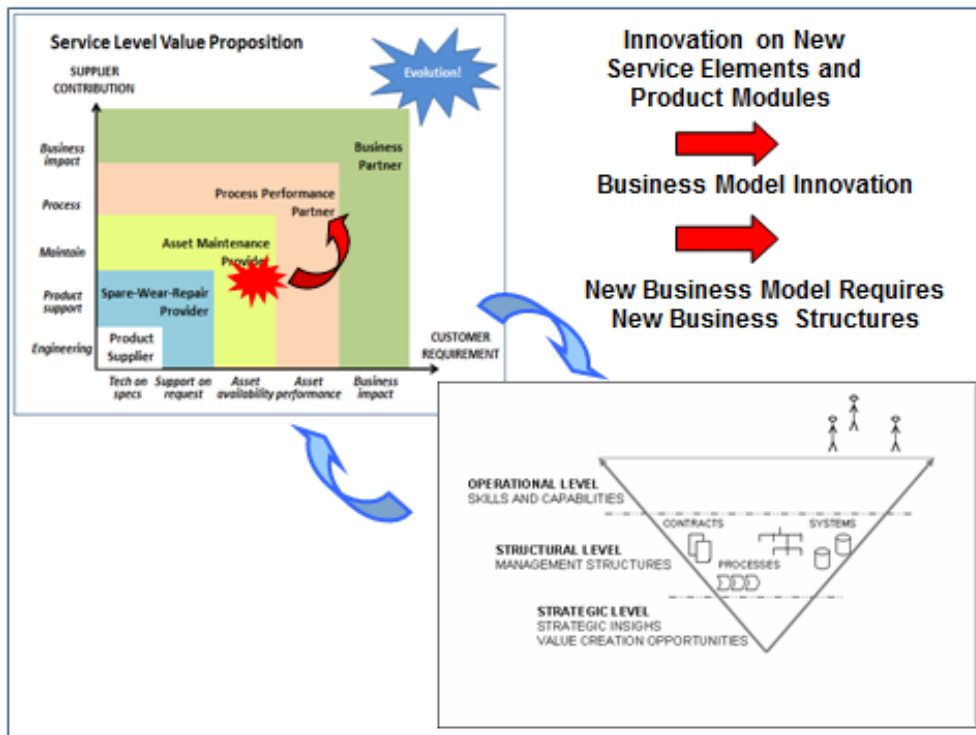 Service Level Value Proposition
SUPPLIER
CONTRIBUTION
Evolution!
Business
impact
Process
Maintain
Product
support
Engineering
Business
Partner
Process Performance
Partner
Asset Maintenance
Provider
Spare-Wear-Repair
Provider
Product
Supplier
CUSTOMER
REQUIREMENT
Tech on
specs
Support on
request
Asset
availability
Asset
performance
Business
impact
Innovation on New
Service Elements and
Product Modules
Business Model Innovation
New Business Model Requires
New Business Structures
OPERATIONAL LEVEL
SKILLS AND CAPABILITIES
CONTRACTS
SYSTEMS
STRUCTURAL LEVEL
MANAGEMENT STRUCTURES
PROCESSES
STRATEGIC LEVEL
STRATEGIC INSIGHS
VALUE CREATION OPPORTUNITIES